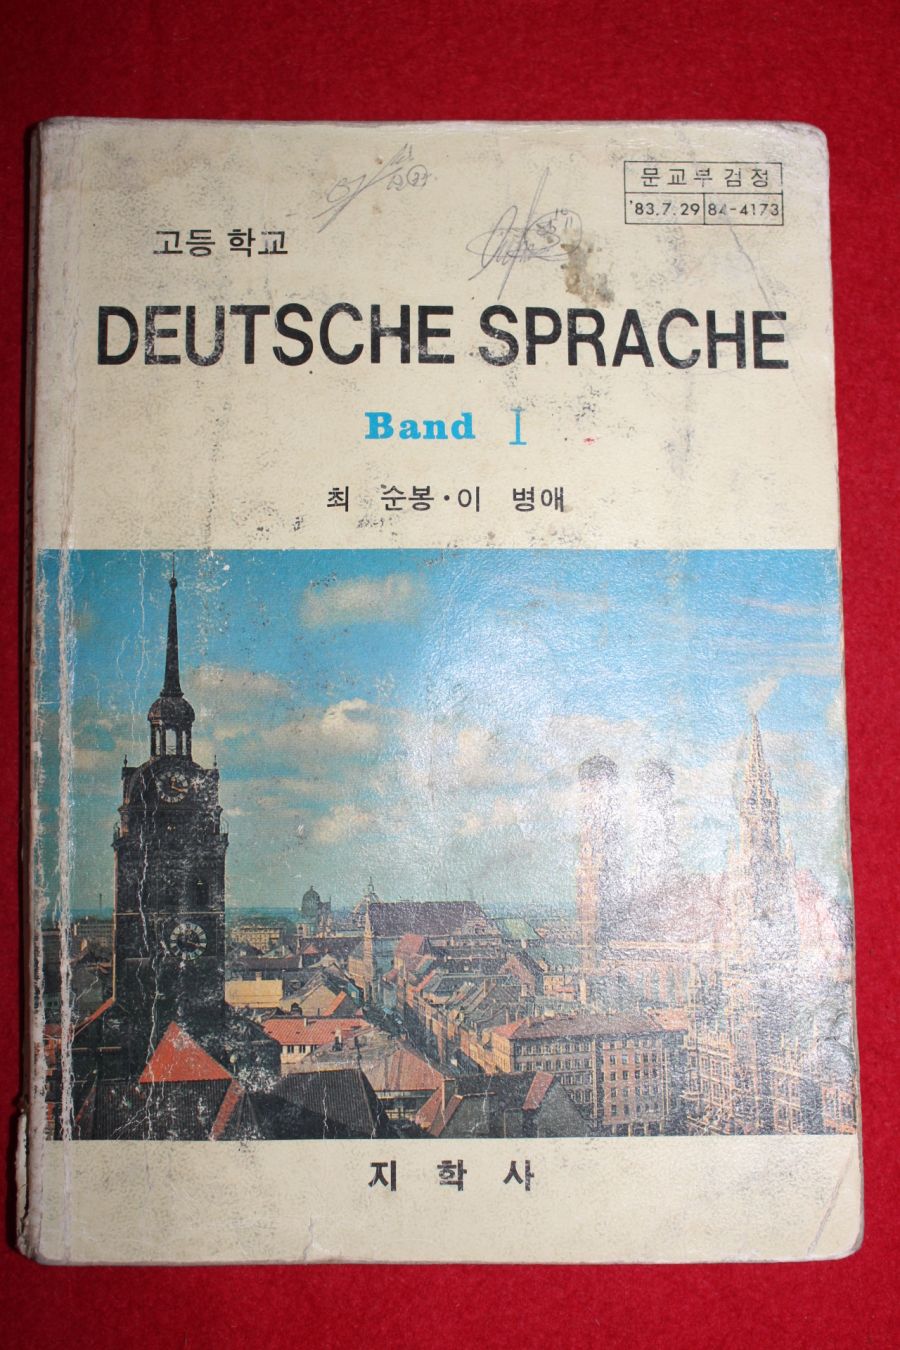 문교부 검정
'83.7.29 84-4173
고등 학교
DEUTSCHE SPRACHE
Band I
최 순봉·이 병애
지 학 사